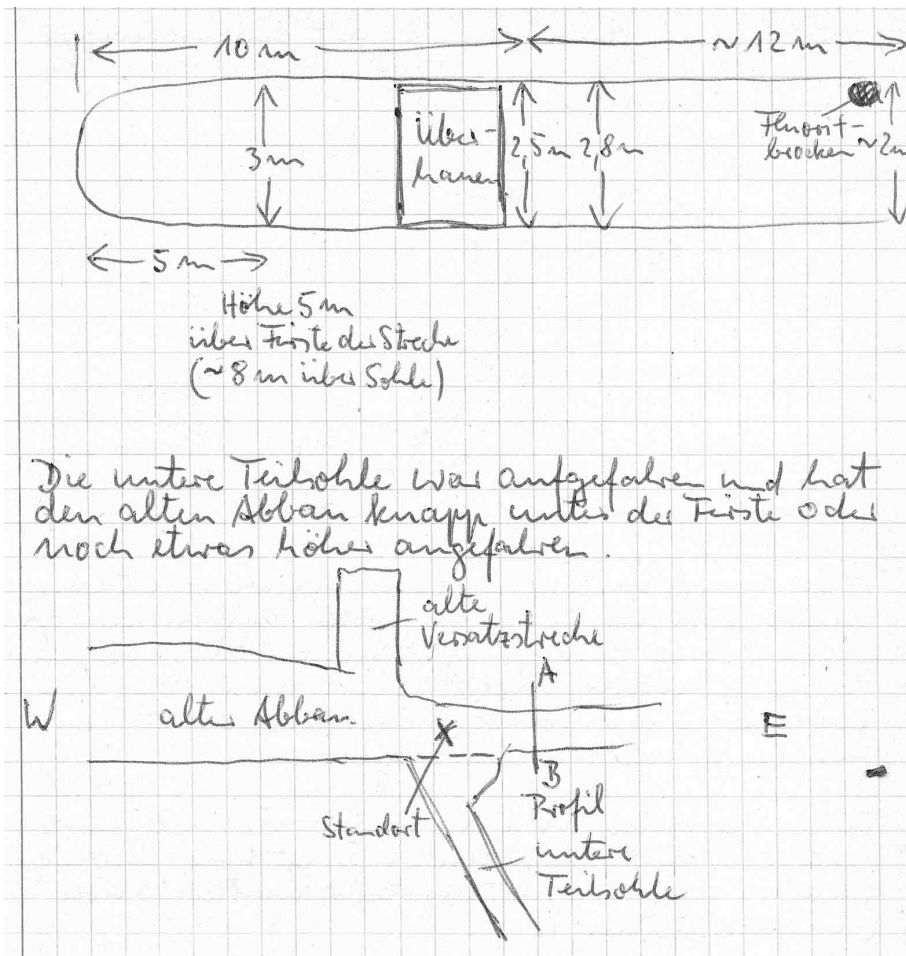 10 m
~ 12 m
3 m
Über-
hauen
2,5 m
2,8 m
Fluorit-
brocken
~2m
5 m
Höhe 5 m
über Firste der Strecke
(~ 8 m über Sohle)
Die untere Teilsohle war aufgefahren und hat
den alten Abbau knapp unter der Firste oder
noch etwas höher angefahren.
alte
Versatzstrecke
A
W
alter Abbau
E
B
Standort
Profil
untere
Teilsohle